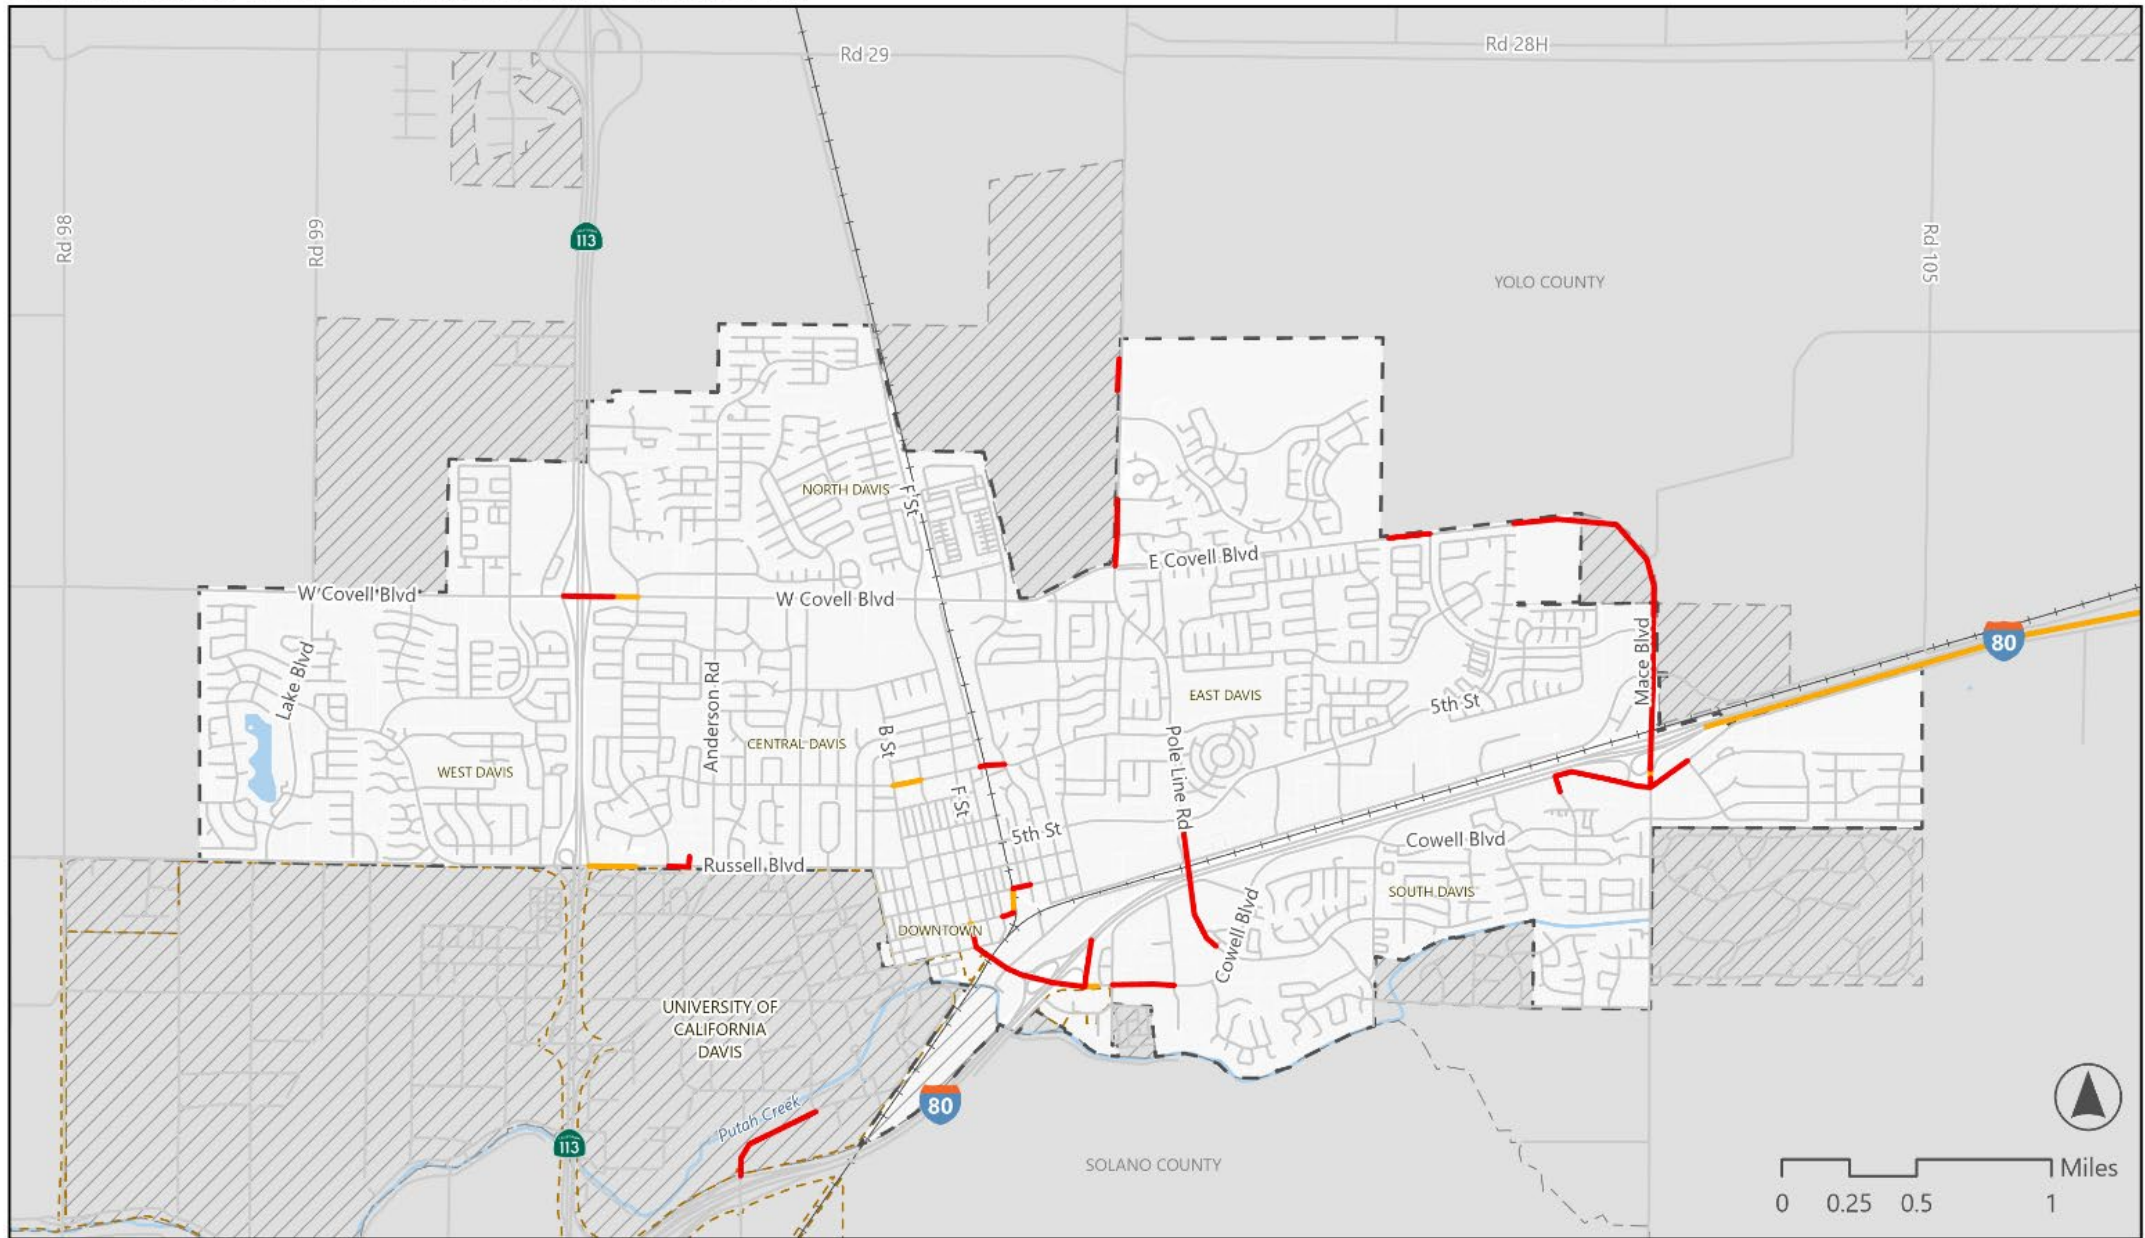 Rd 29
Rd 28H
Rd 98
Rd 99
113
Rd 105
YOLO COUNTY
NORTH DAVIS
F St
E Covell Blvd
W Covell Blvd
W Covell Blvd
80
Lake Blvd
Anderson Rd
Mace Blvd
EAST DAVIS
5th St
B St
CENTRAL DAVIS
WEST DAVIS
Pole Line Rd
F St
5th St
Cowell Blvd
Russell Blvd
SOUTH DAVIS
DOWNTOWN
Cowell Blvd
UNIVERSITY OF
CALIFORNIA
DAVIS
80
Putah Creek
113
SOLANO COUNTY
Miles
0 0.25 0.5 1